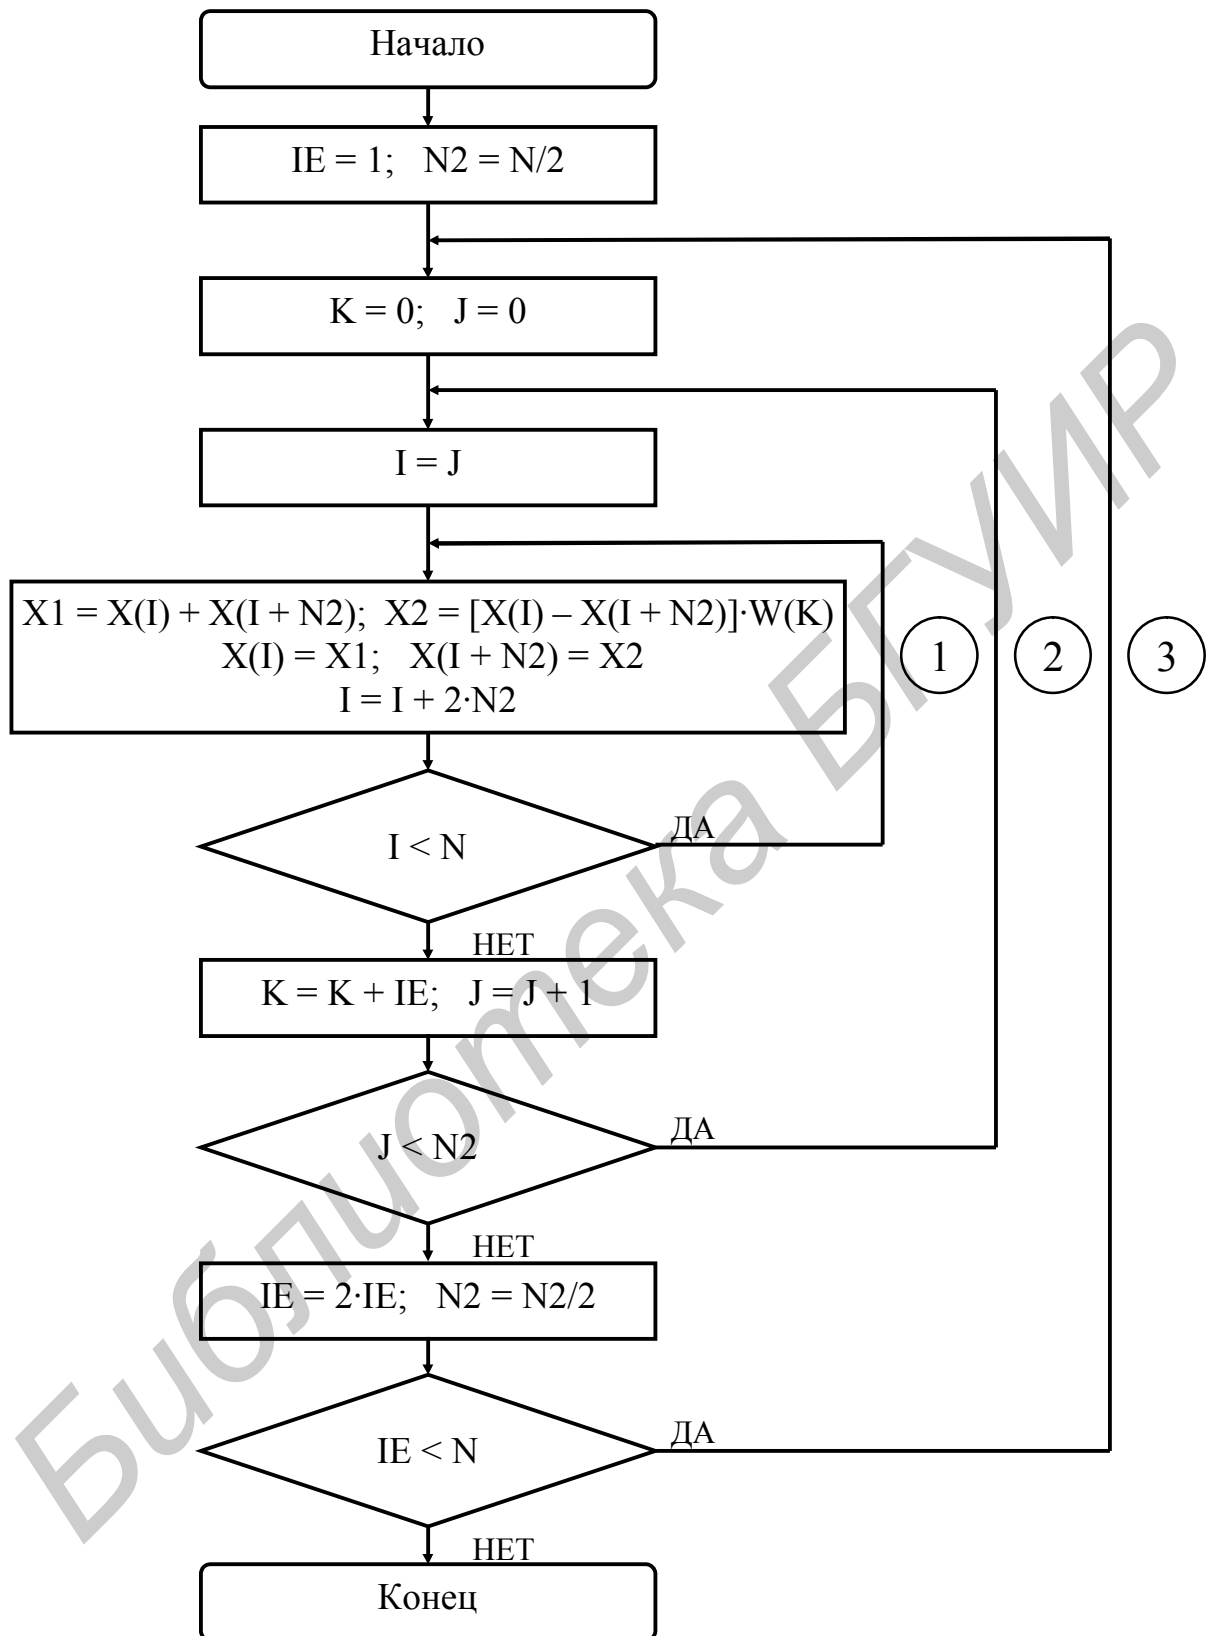 Начало
IE = 1; N2 = N/2
K = 0; J = 0
I = J
X1 = X(I) + X(I + N2); X2 = [X(I) – X(I + N2)]·W(K)
X(I) = X1; X(I + N2) = X2
I = I + 2·N2
1
2
3
I < N
ДА
НЕТ
K = K + IE; J = J + 1
J < N2
ДА
НЕТ
IE = 2·IE; N2 = N2/2
IE < N
ДА
НЕТ
Конец
Библиотека БГУИР